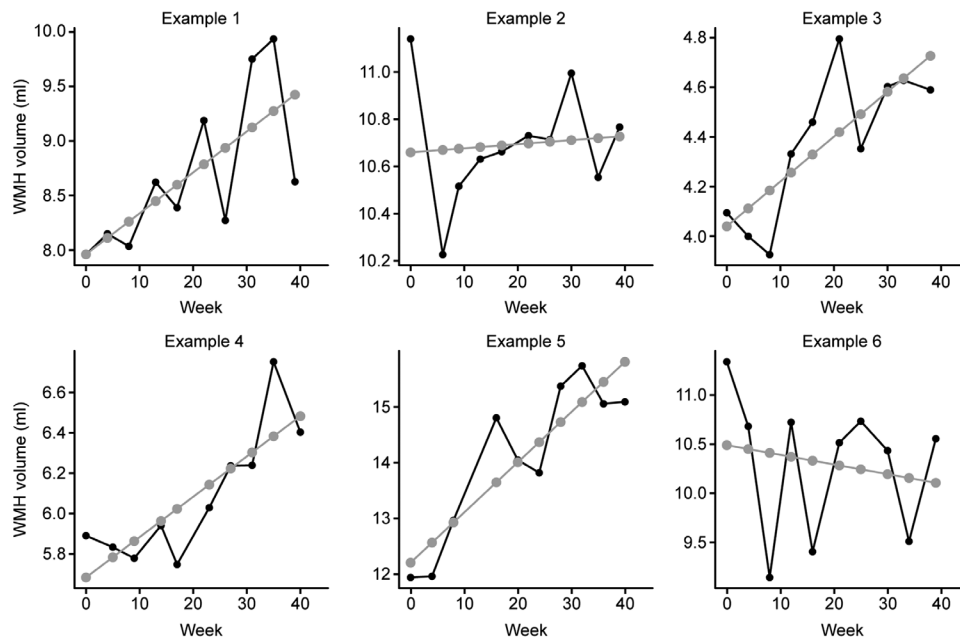 Example 1
Example 2
Example 3
WMH volume (ml)
10.0
9.5
9.0
8.5
8.0
0 10 20 30 40
Week
11.0
10.8
10.6
10.4
10.2
0 10 20 30 40
Week
4.8
4.6
4.4
4.2
4.0
0 10 20 30 40
Week
Example 4
Example 5
Example 6
WMH volume (ml)
6.6
6.4
6.2
6.0
5.8
0 10 20 30 40
Week
15
14
13
12
0 10 20 30 40
Week
11.0
10.5
10.0
9.5
0 10 20 30 40
Week